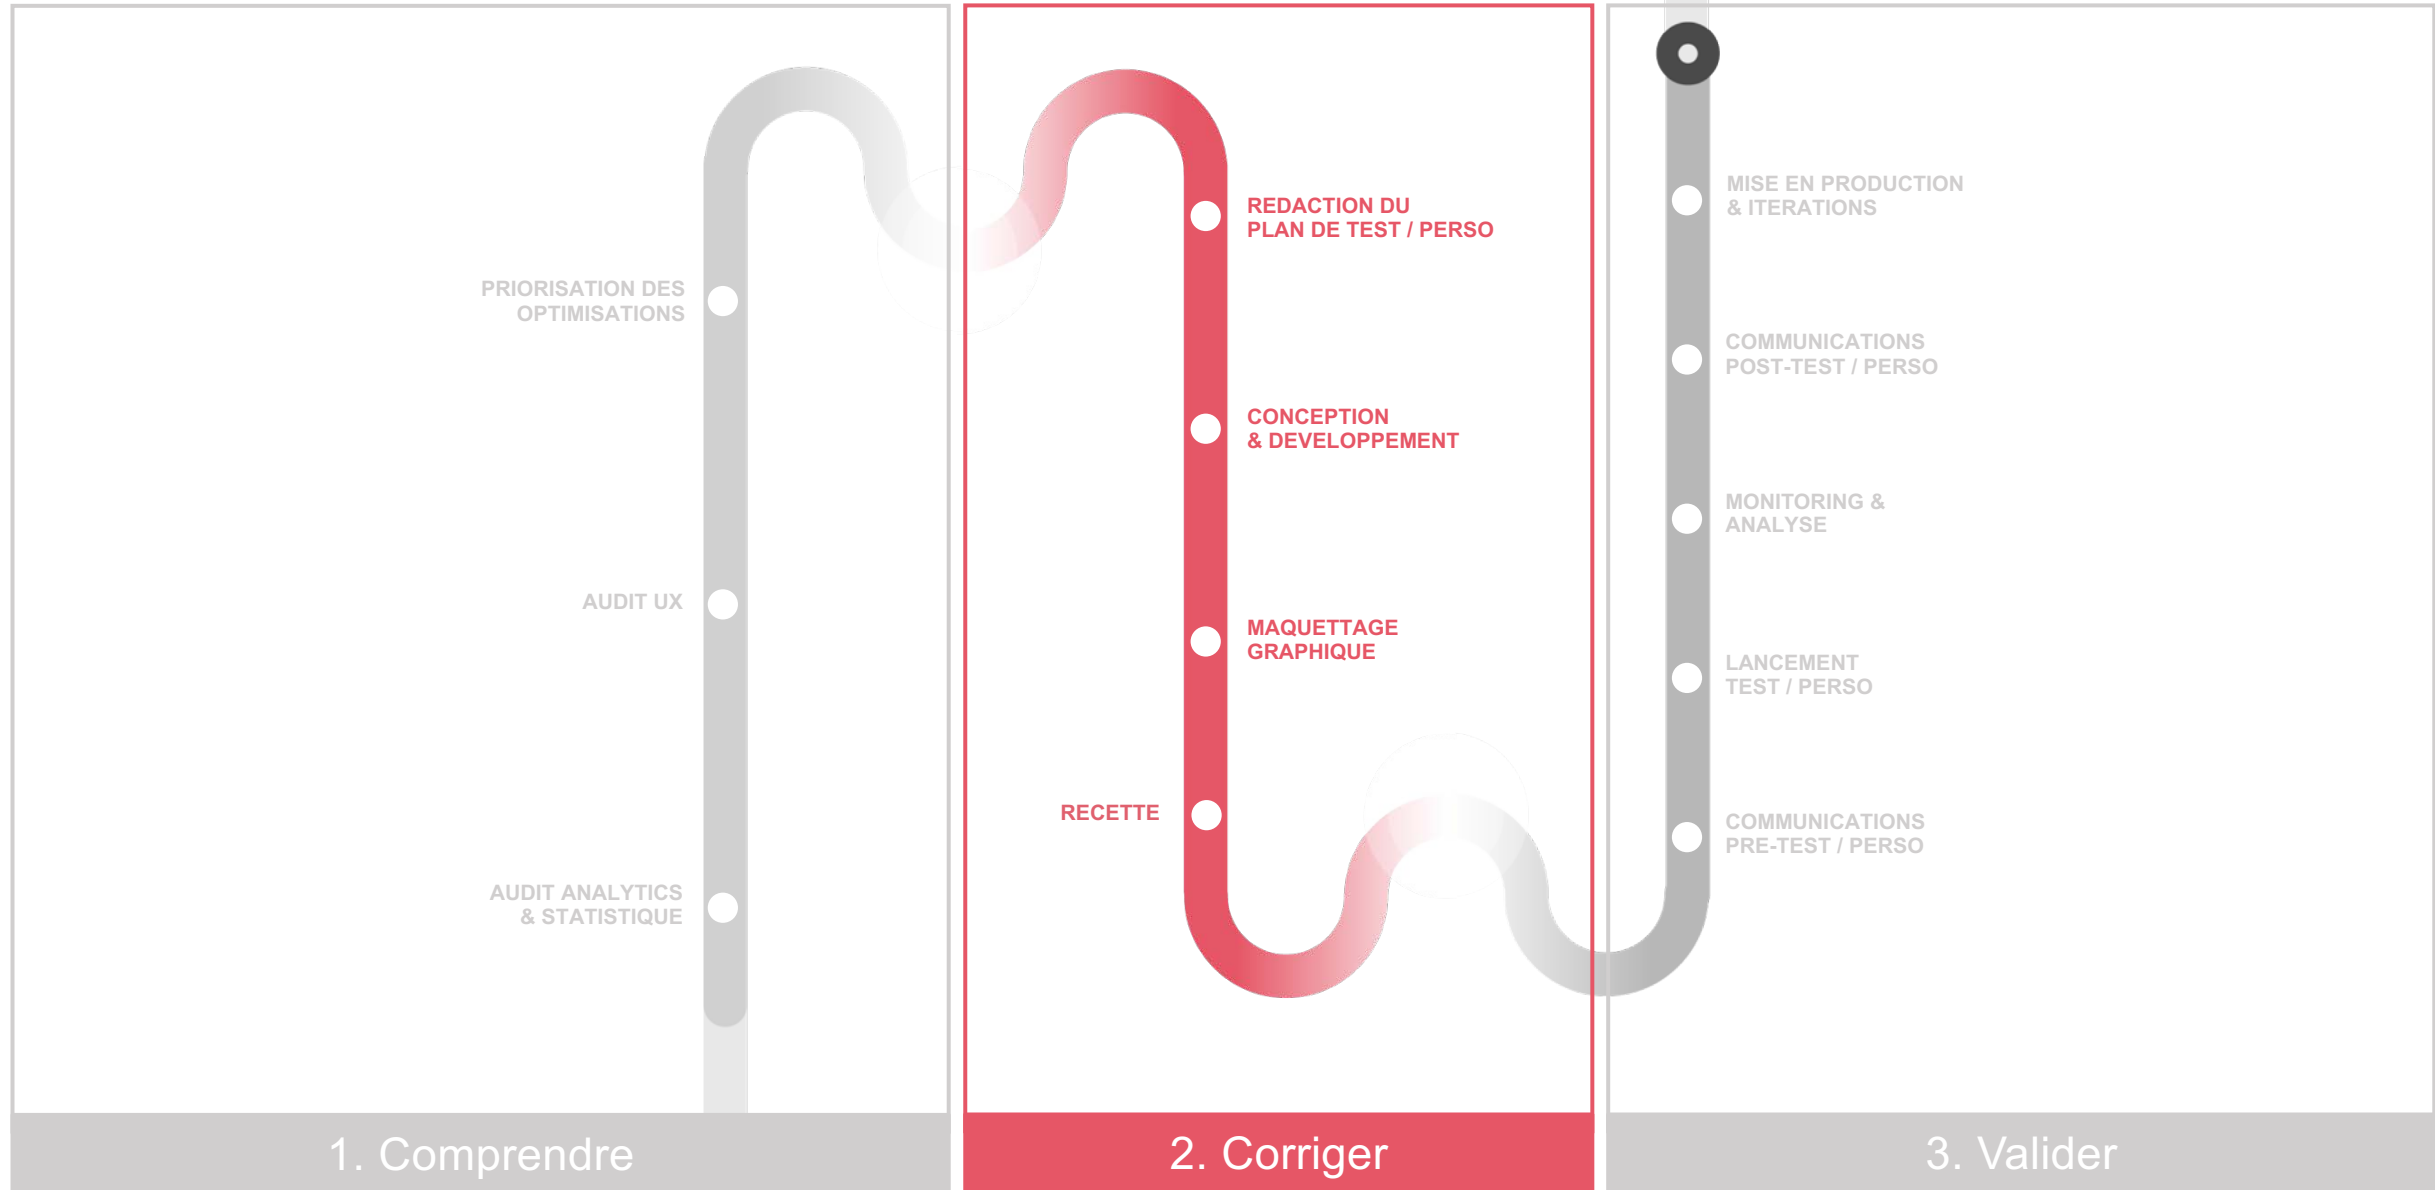 PRIORISATION DES
OPTIMISATIONS
AUDIT UX
AUDIT ANALYTICS
& STATISTIQUE
1. Comprendre
REDACTION DU
PLAN DE TEST / PERSO
CONCEPTION
& DEVELOPPEMENT
MAQUETTAGE
GRAPHIQUE
RECETTE
2. Corriger
MISE EN PRODUCTION
& ITERATIONS
COMMUNICATIONS
POST-TEST / PERSO
MONITORING &
ANALYSE
LANCEMENT
TEST / PERSO
COMMUNICATIONS
PRE-TEST / PERSO
3. Valider